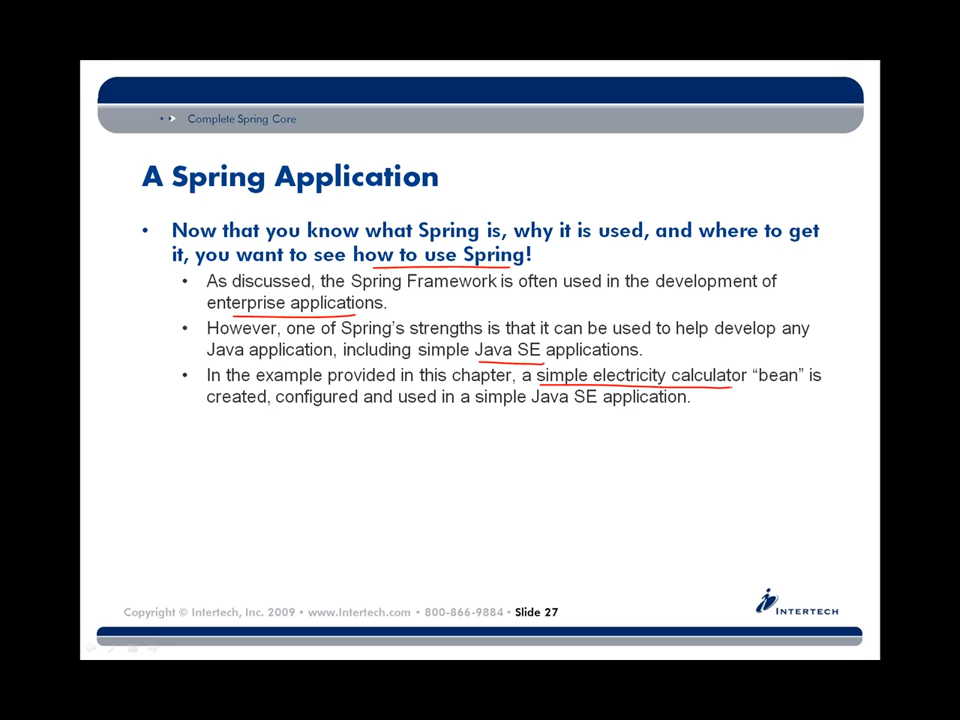 Complete Spring Core
A Spring Application
• Now that you know what Spring is, why it is used, and where to get
it, you want to see how to use Spring!
• As discussed, the Spring Framework is often used in the development of
enterprise applications.
• However, one of Spring’s strengths is that it can be used to help develop any
Java application, including simple Java SE applications.
• In the example provided in this chapter, a simple electricity calculator “bean” is
created, configured and used in a simple Java SE application.
Copyright © Intertech, Inc. 2009 • www.Intertech.com • 800-866-9884 • Slide 27
INTERTECH